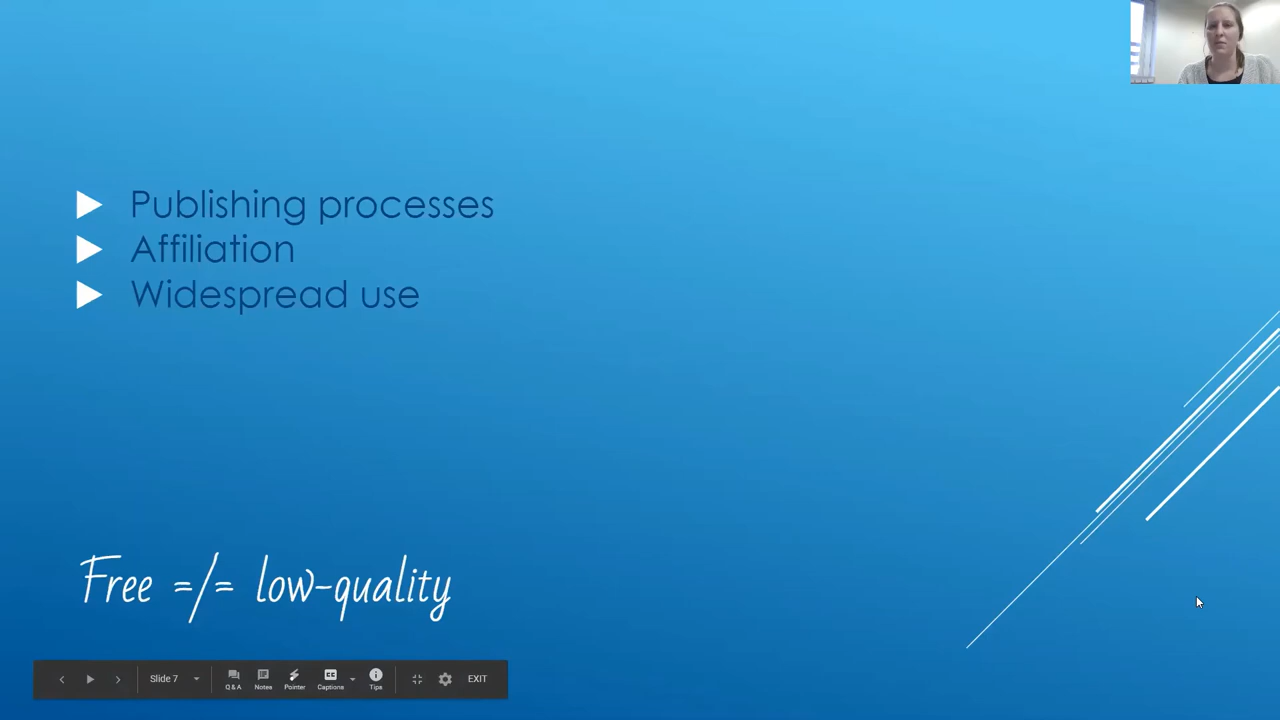 Publishing processes
Affiliation
Widespread use
Free =/= low-quality
Slide 7
Q & A
Notes
Pointer
Captions
Tips
EXIT